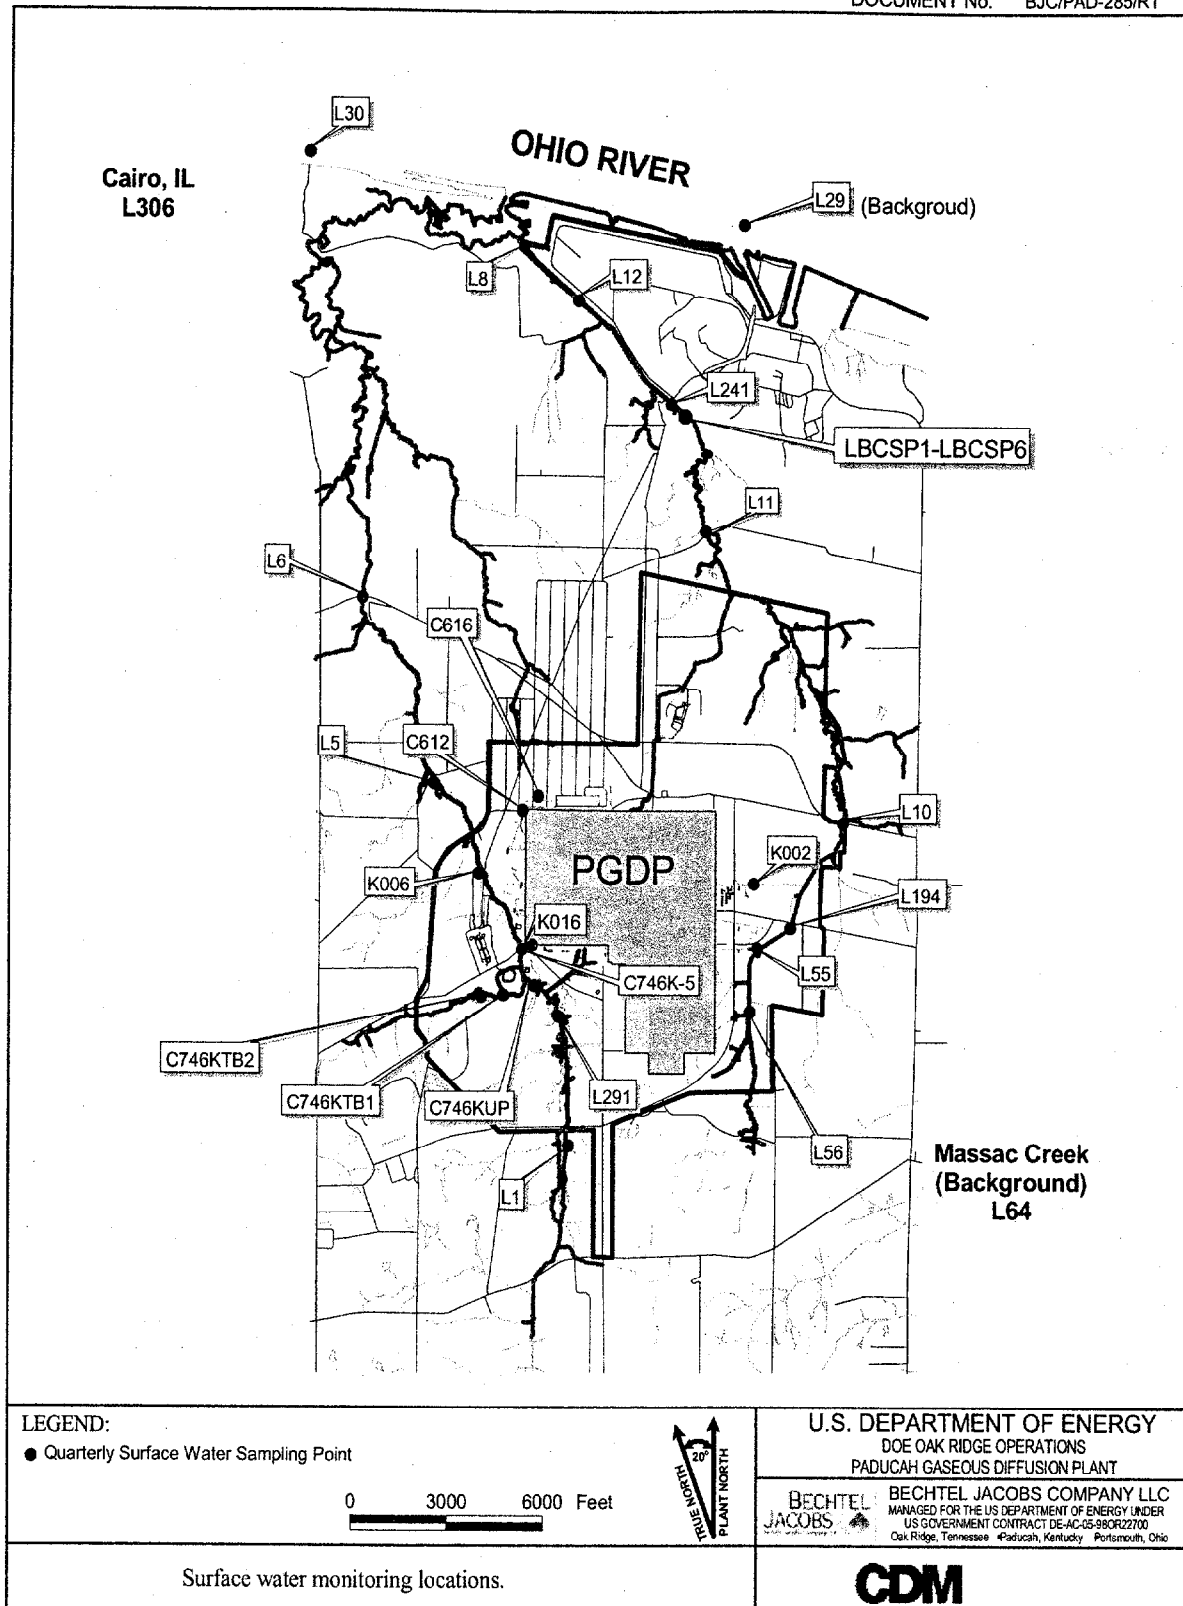 DOCUMENT No. BJC/PAD-285/R1
L30
OHIO RIVER
Cairo, IL
L306
L29 (Backgroud)
L8
L12
L241
LBCSP1-LBCSP6
L11
L6
C616
L5
C612
L10
PGDP
K002
K006
L194
K016
L55
C746K-5
C746KTB2
C746KTB1
C746KUP
L291
L56
Massac Creek
(Background)
L64
L1
LEGEND:
Quarterly Surface Water Sampling Point
0 3000 6000 Feet
20°
TRUE NORTH
PLANT NORTH
U.S. DEPARTMENT OF ENERGY
DOE OAK RIDGE OPERATIONS
PADUCAH GASEOUS DIFFUSION PLANT
BECHTEL
JACOBS
BECHTEL JACOBS COMPANY LLC
MANAGED FOR THE US DEPARTMENT OF ENERGY UNDER
US GOVERNMENT CONTRACT DE-AC-05-98OR22700
Oak Ridge, Tennessee Paducah, Kentucky Portsmouth, Ohio
Surface water monitoring locations.
CDM